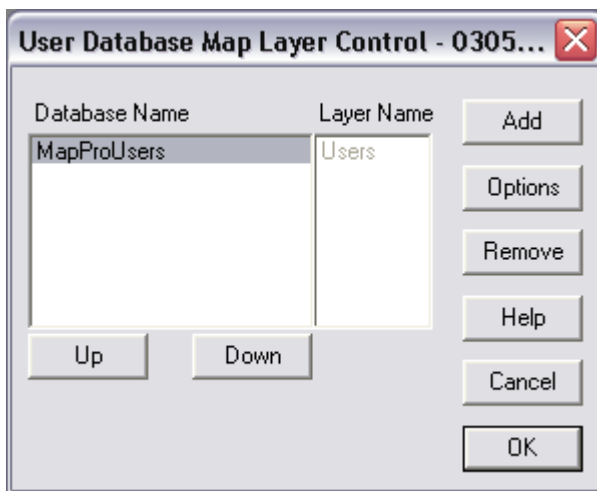 User Database Map Layer Control - 0305...
Database Name Layer Name
MapProUsers Users
Add
Options
Remove
Help
Up Down
Cancel
OK